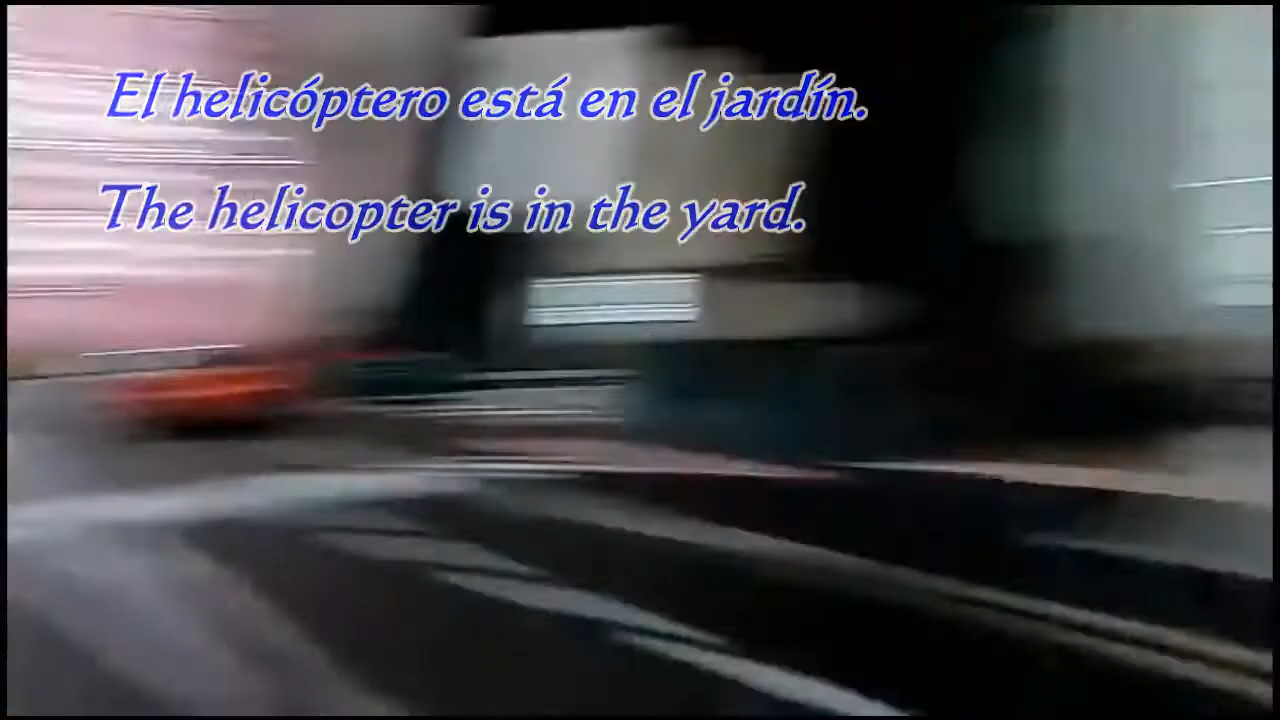 El helicóptero está en el jardín.
The helicopter is in the yard.